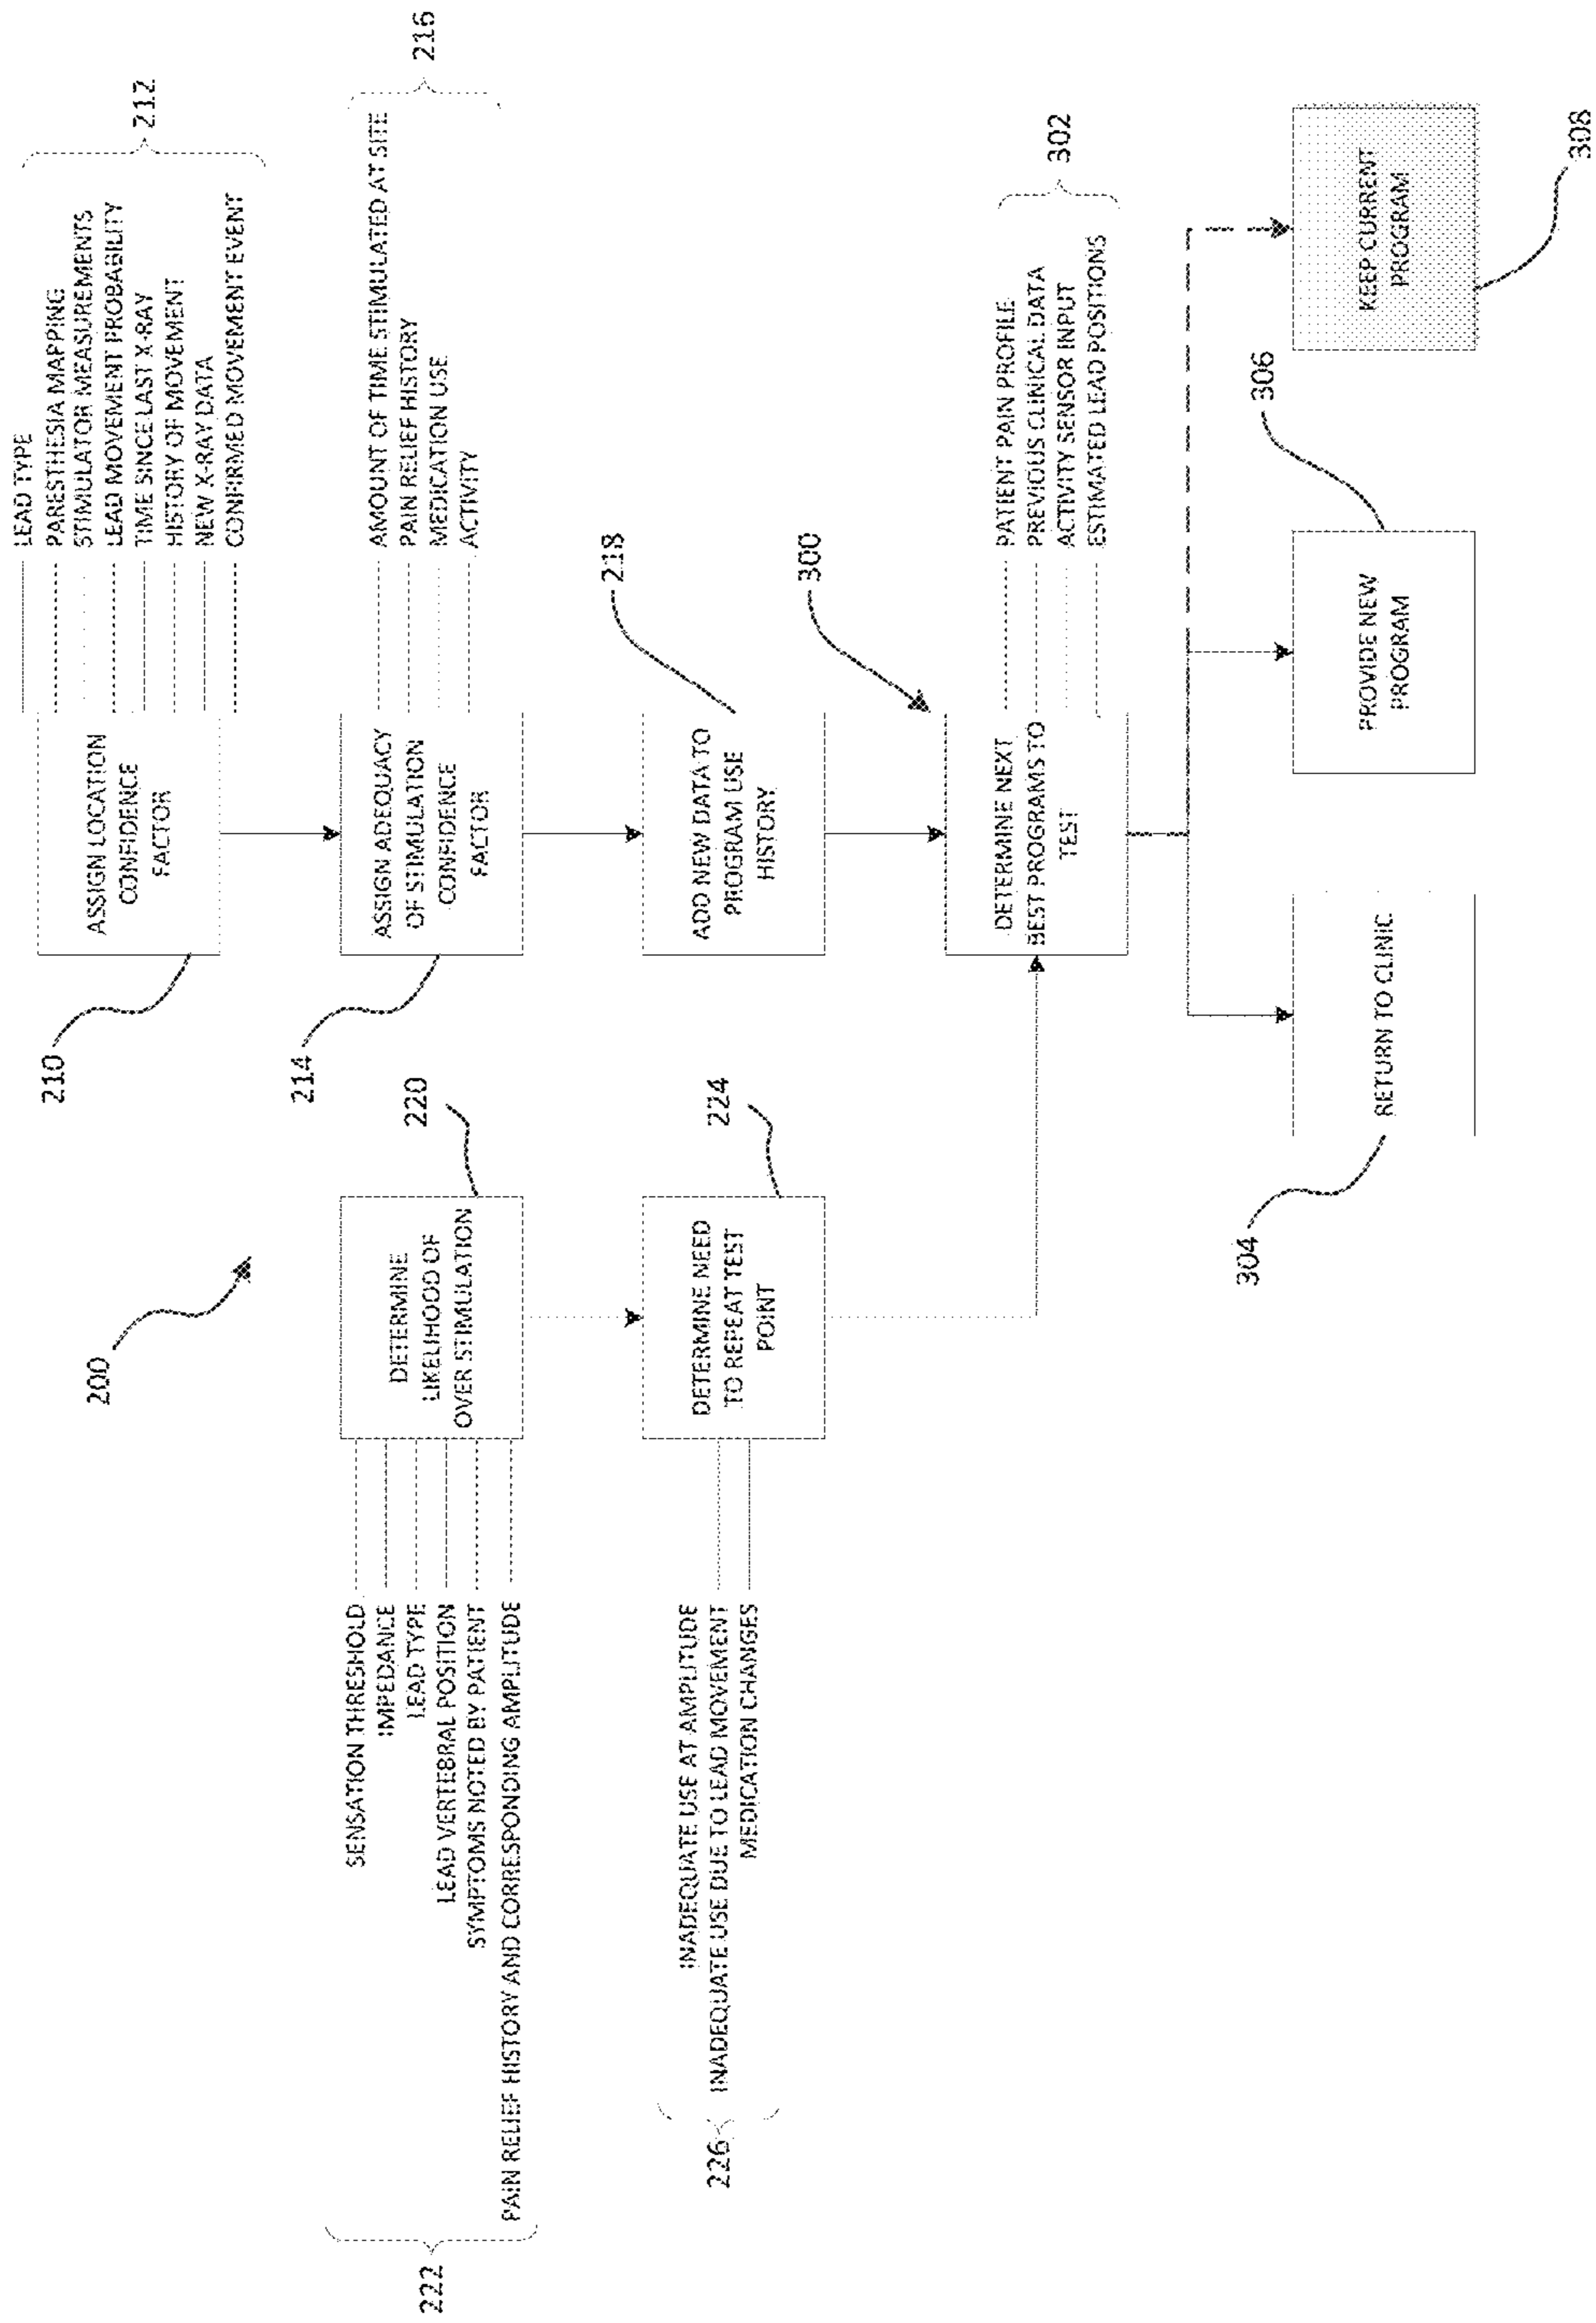 LEAD TYPE
PARESTHESIA MAPPING
STIMULATOR MEASUREMENTS
LEAD MOVEMENT PROBABILITY
TIME SINCE LAST X-RAY
HISTORY OF MOVEMENT
NEW X-RAY DATA
CONFIRMED MOVEMENT EVENT
212
ASSIGN LOCATION
CONFIDENCE
FACTOR
210
200
SENSATION THRESHOLD
IMPEDANCE
LEAD TYPE
LEAD VERTEBRAL POSITION
SYMPTOMS NOTED BY PATIENT
PAIN RELIEF HISTORY AND CORRESPONDING AMPLITUDE
222
DETERMINE
LIKELIHOOD OF
OVER STIMULATION
220
ASSIGN ADEQUACY
OF STIMULATION
CONFIDENCE
FACTOR
214
AMOUNT OF TIME STIMULATED AT SITE
PAIN RELIEF HISTORY
MEDICATION USE
ACTIVITY
216
INADEQUATE USE AT AMPLITUDE
INADEQUATE USE DUE TO LEAD MOVEMENT
MEDICATION CHANGES
226
DETERMINE NEED
TO REPEAT TEST
POINT
224
ADD NEW DATA TO
PROGRAM USE
HISTORY
218
300
DETERMINE NEXT
BEST PROGRAMS TO
TEST
PATIENT PAIN PROFILE
PREVIOUS CLINICAL DATA
ACTIVITY SENSOR INPUT
ESTIMATED LEAD POSITIONS
302
RETURN TO CLINIC
304
PROVIDE NEW
PROGRAM
306
KEEP CURRENT
PROGRAM
308